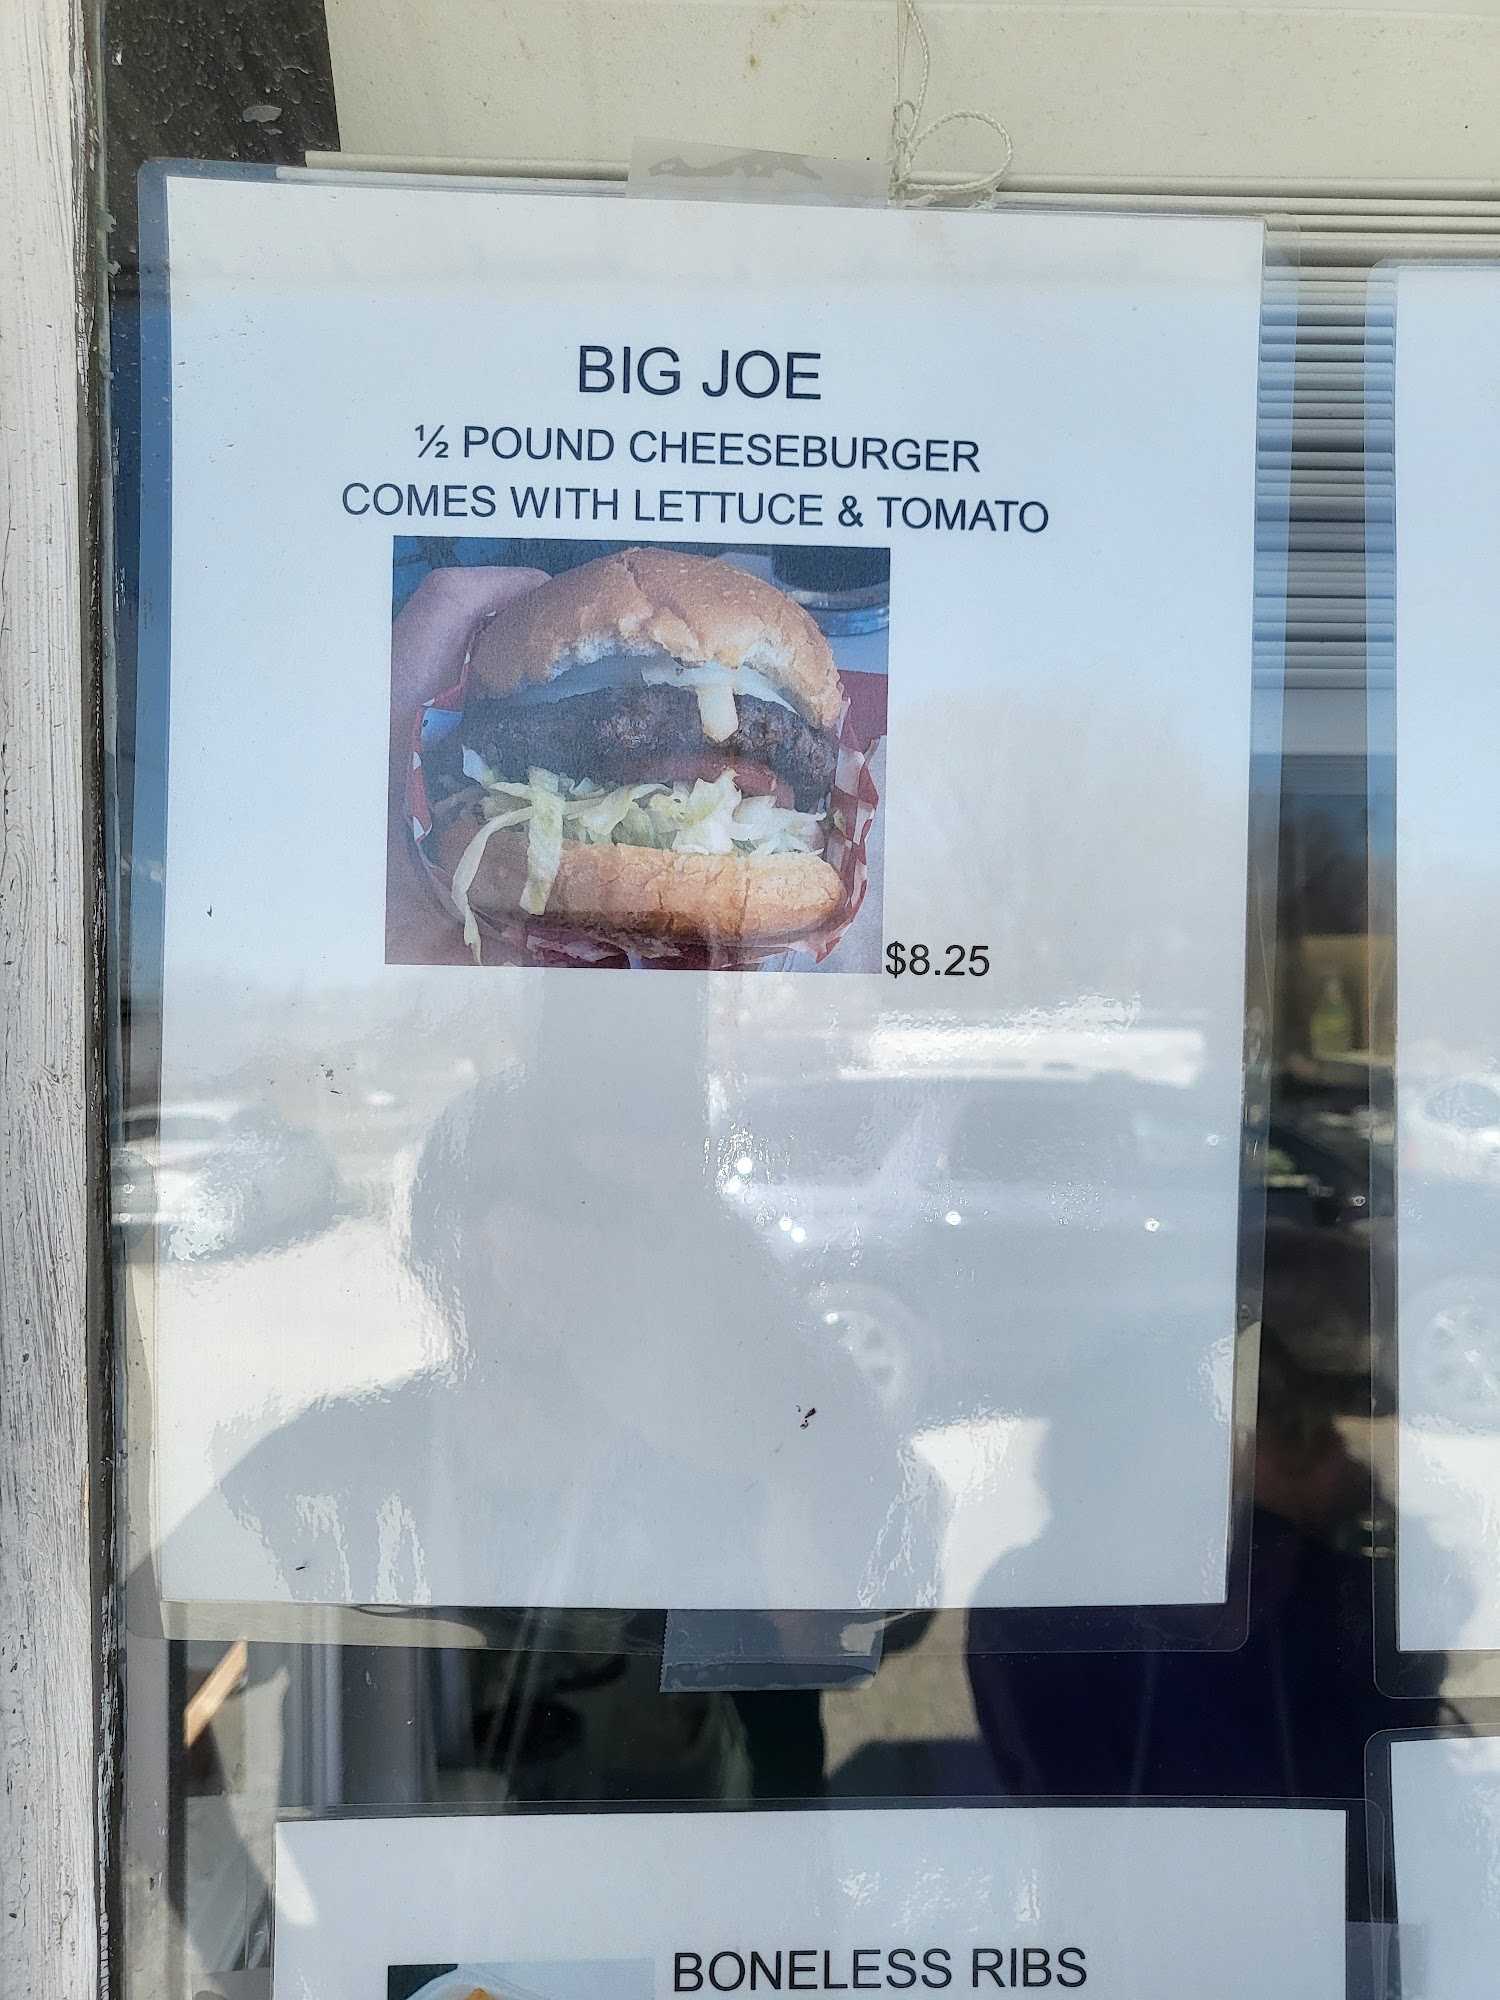 BIG JOE
½ POUND CHEESEBURGER
COMES WITH LETTUCE & TOMATO
$8.25
BONELESS RIBS